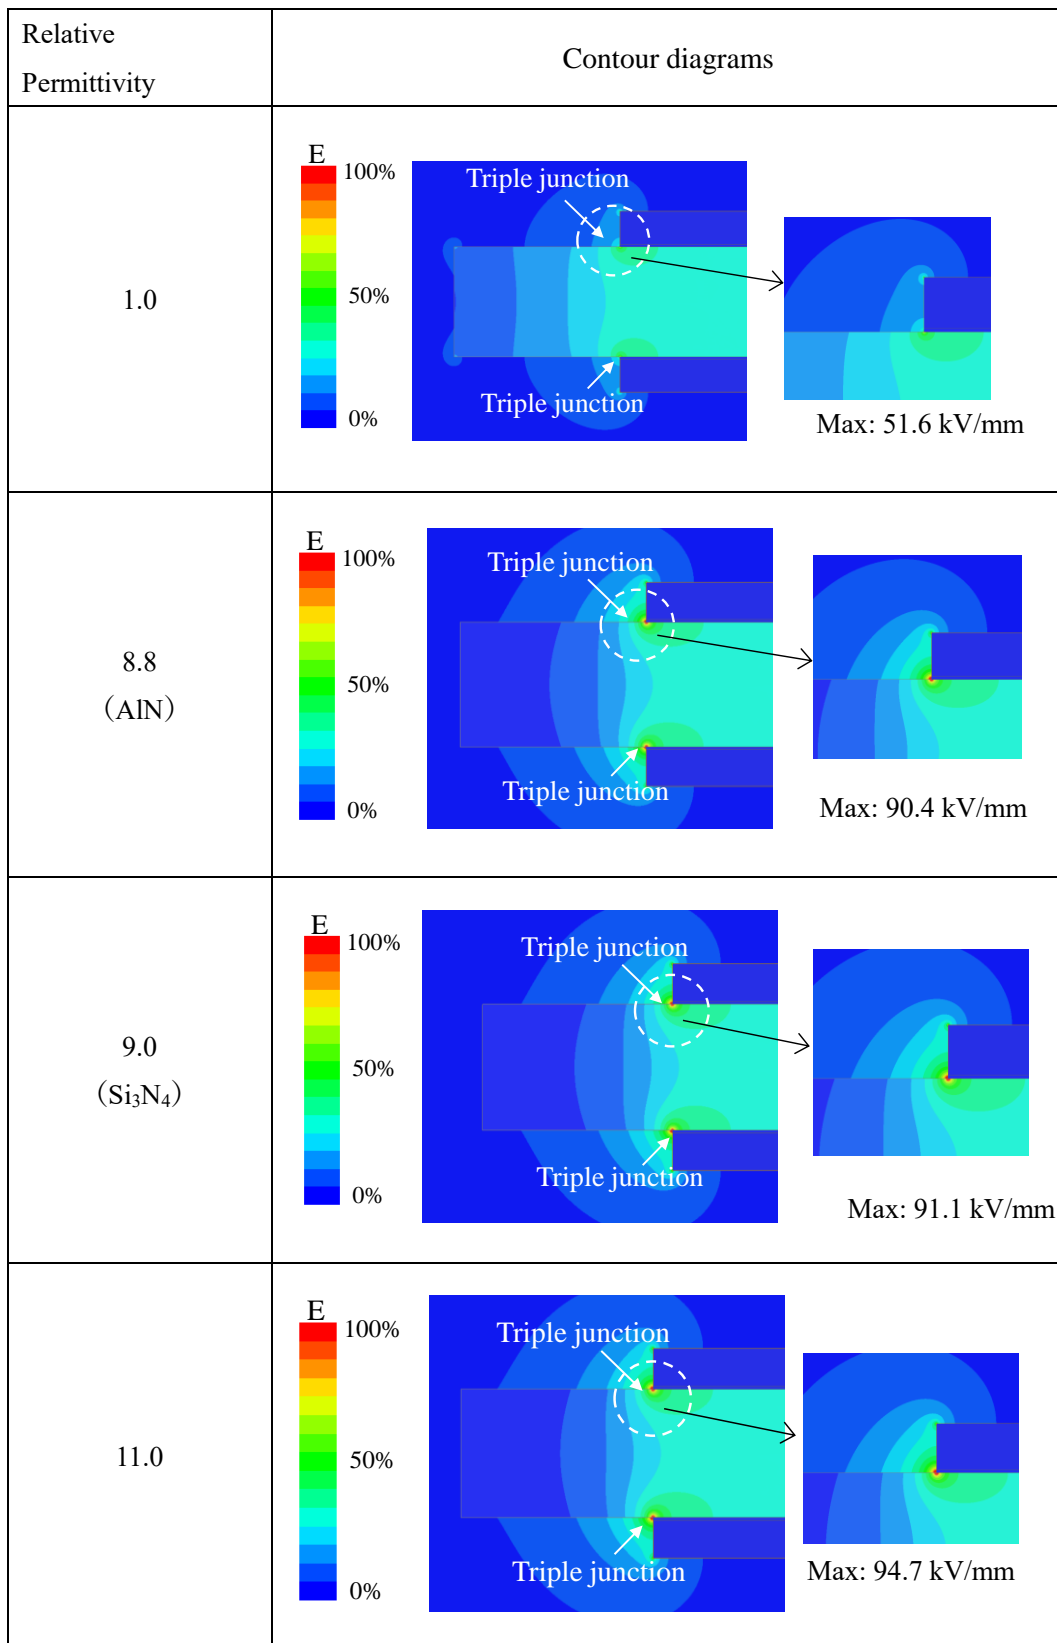 Relative
Permittivity
Contour diagrams
1.0
E
100%
50%
0%
Triple junction
Triple junction
Max: 51.6 kV/mm
8.8
（AlN）
E
100%
50%
0%
Triple junction
Triple junction
Max: 90.4 kV/mm
9.0
（Si₃N₄）
E
100%
50%
0%
Triple junction
Triple junction
Max: 91.1 kV/mm
11.0
E
100%
50%
0%
Triple junction
Triple junction
Max: 94.7 kV/mm